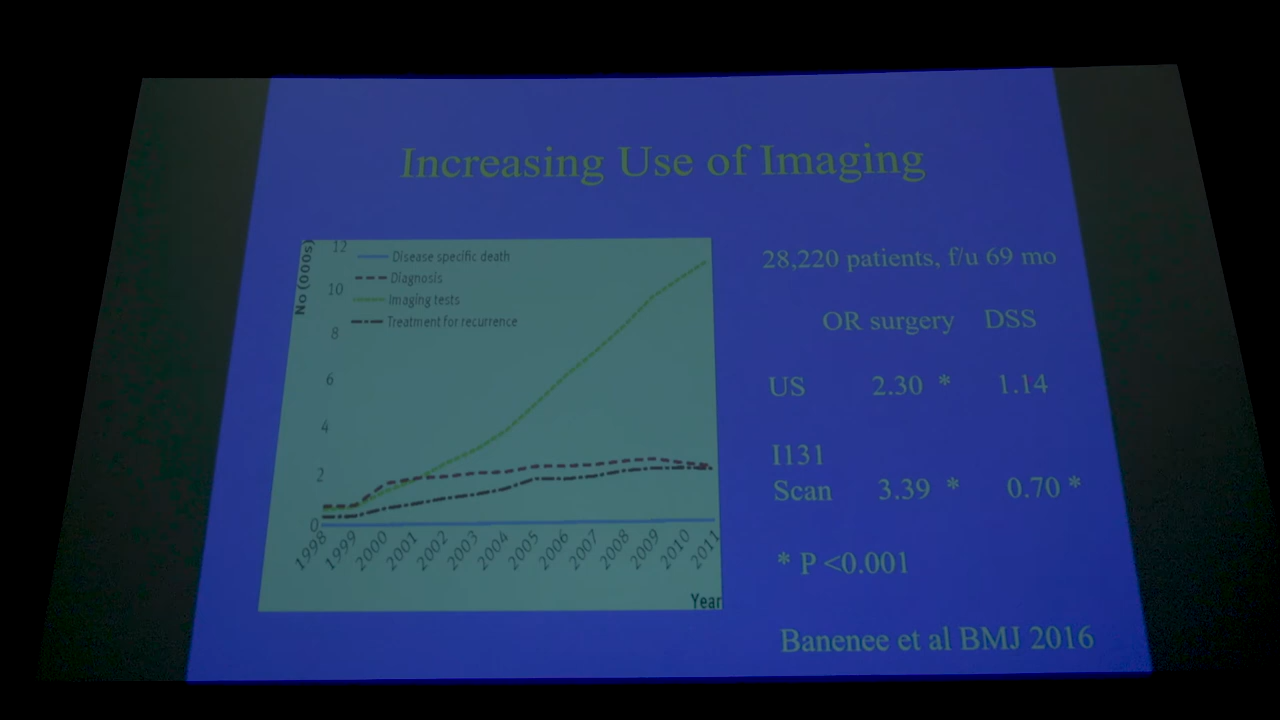 Increasing Use of Imaging
No (000s)
12
10
8
6
4
2
0
Disease specific death
Diagnosis
Imaging tests
Treatment for recurrence
1998 1999 2000 2001 2002 2003 2004 2005 2006 2007 2008 2009 2010 2011
Year
28,220 patients, f/u 69 mo
OR surgery DSS
US 2.30 * 1.14
I131
Scan 3.39 * 0.70 *
* P <0.001
Banenee et al BMJ 2016